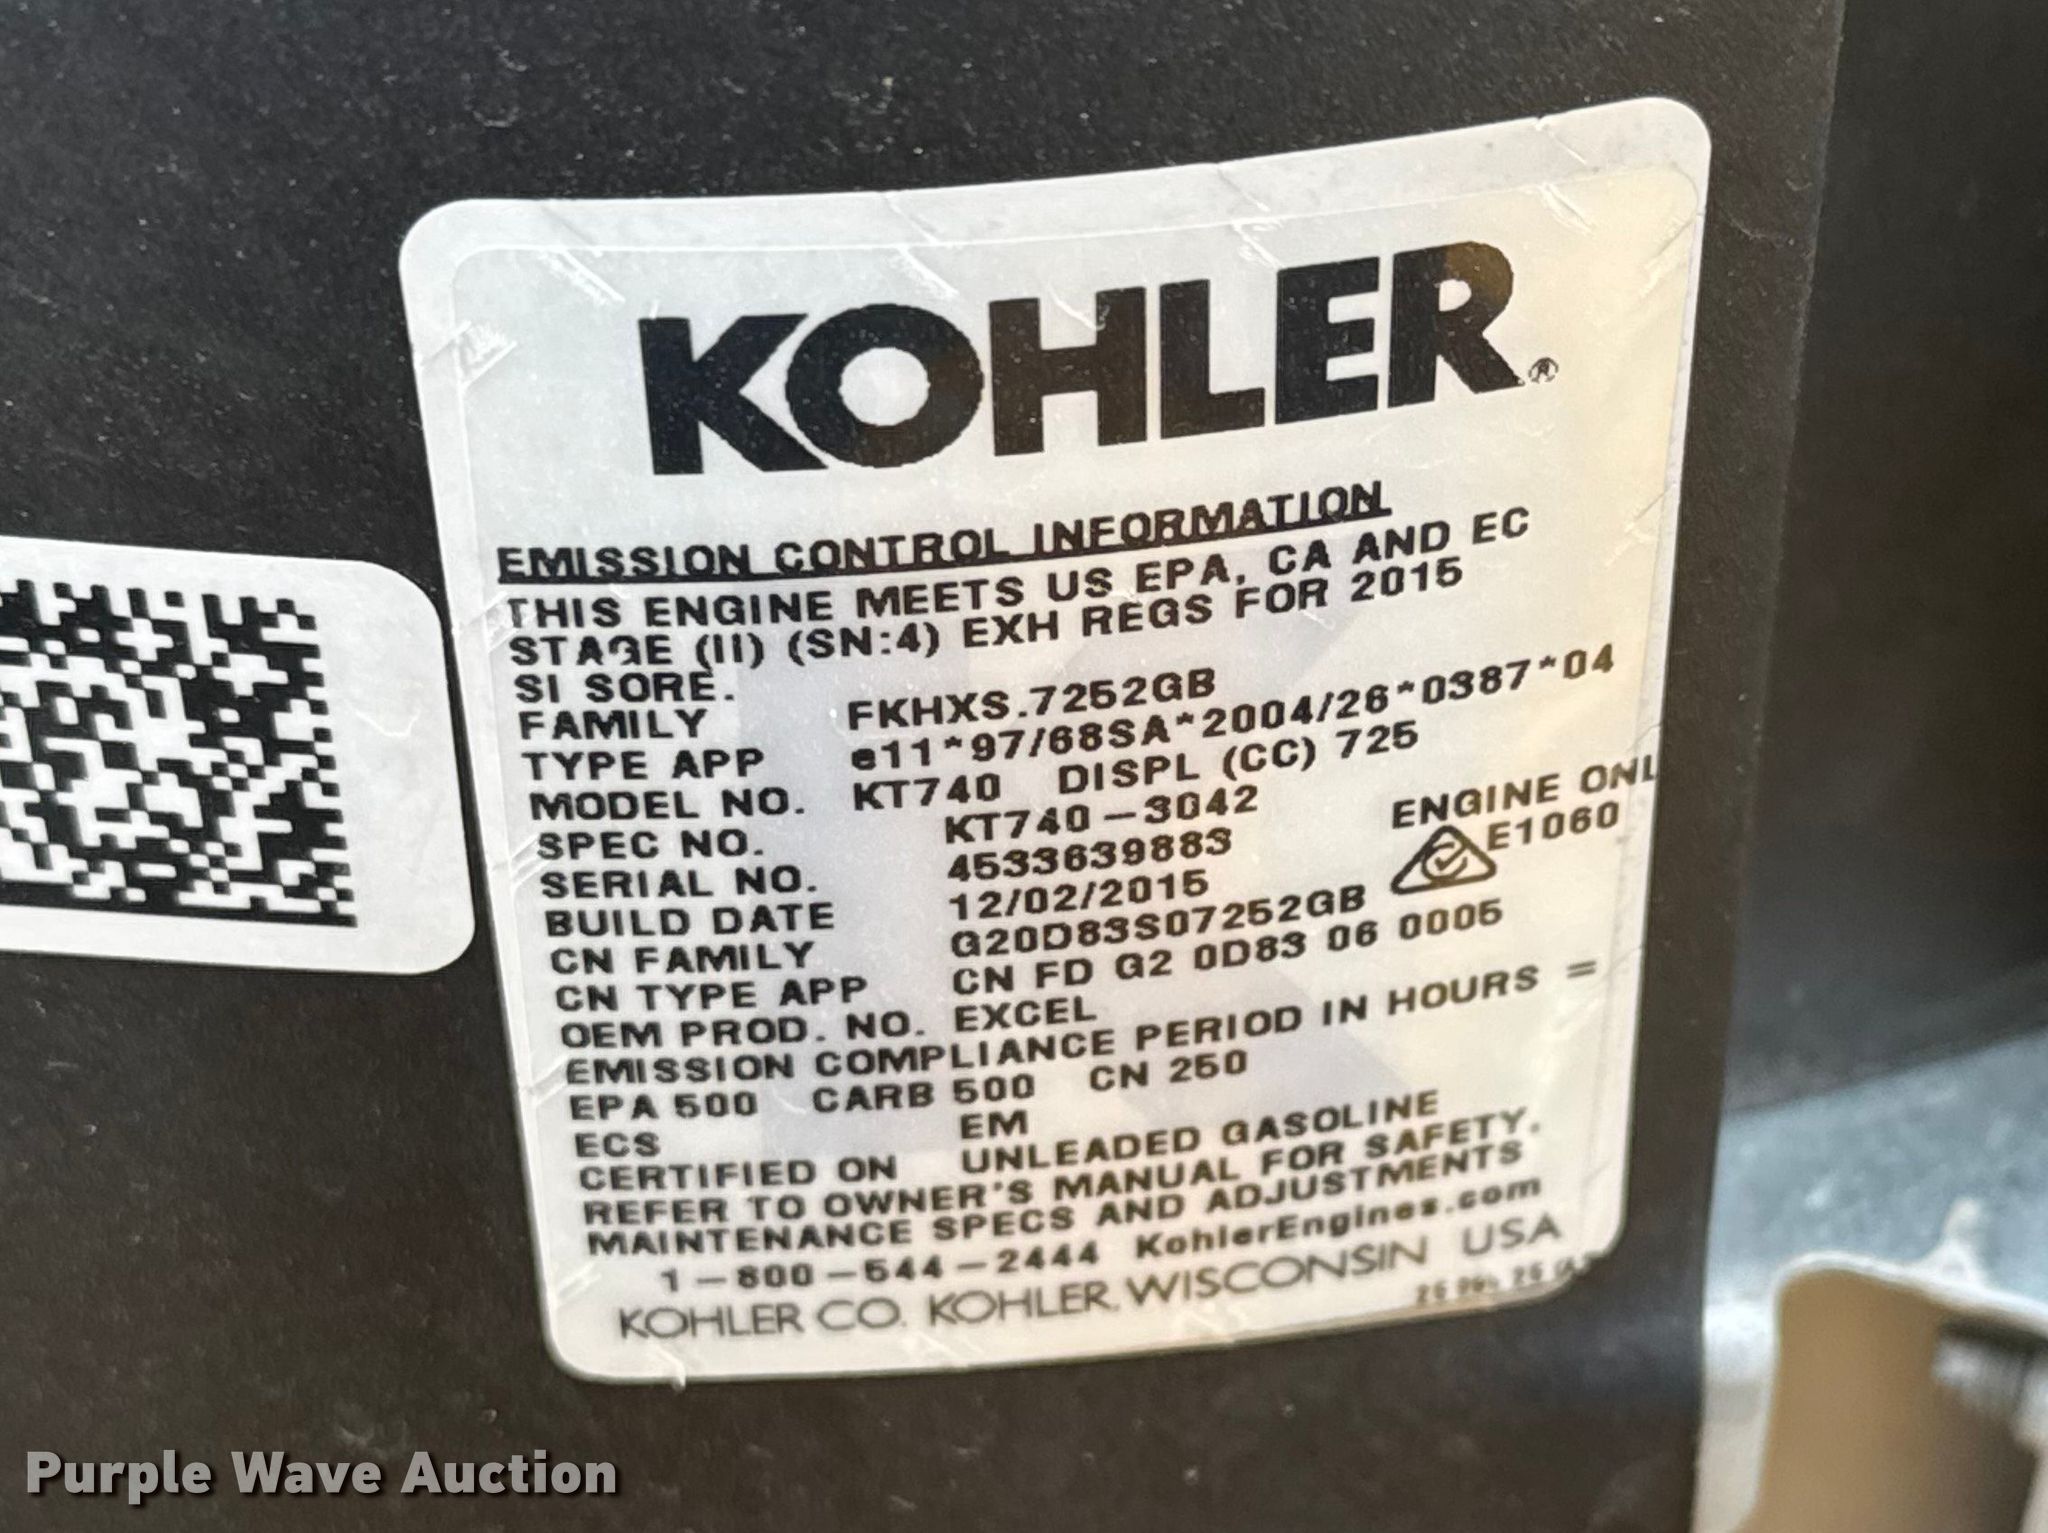 KOHLER®
EMISSION CONTROL INFORMATION
THIS ENGINE MEETS US EPA, CA AND EC
STAGE (II) (SN:4) EXH REGS FOR 2015
SI SORE.
FAMILY FKHXS.7252GB
TYPE APP e11*97/68SA*2004/26*0387*04
MODEL NO. KT740 DISPL (CC) 725
SPEC NO. KT740-3042 ENGINE ONL
SERIAL NO. 4533639883 E1060
BUILD DATE 12/02/2015
CN FAMILY G20D83S07252GB
CN TYPE APP CN FD G2 0D83 06 0005
OEM PROD. NO. EXCEL
EMISSION COMPLIANCE PERIOD IN HOURS =
EPA 500 CARB 500 CN 250
ECS EM
CERTIFIED ON UNLEADED GASOLINE
REFER TO OWNER'S MANUAL FOR SAFETY,
MAINTENANCE SPECS AND ADJUSTMENTS
1-800-544-2444 KohlerEngines.com
KOHLER CO. KOHLER, WISCONSIN USA
Purple Wave Auction